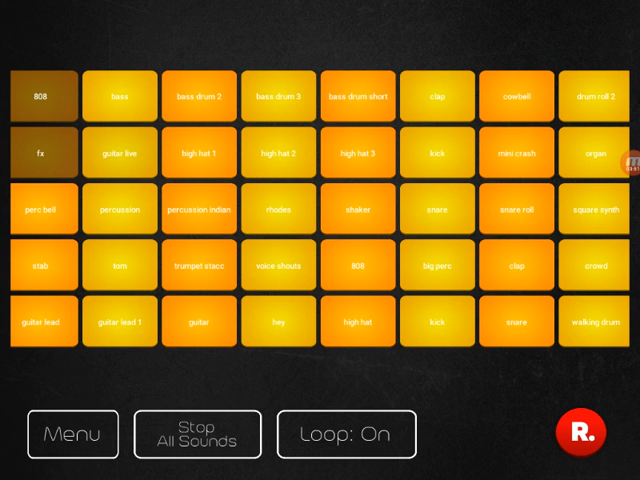 808 bass bass drum 2 bass drum 3 bass drum short clap cowbell drum roll 2
fx guitar live high hat 1 high hat 2 high hat 3 kick mini crash organ
perc bell percussion percussion indian rhodes shaker snare snare roll square synth
stab tom trumpet stacc voice shouts 808 big perc clap crowd
guitar lead guitar lead 1 guitar hey high hat kick snare walking drum
Menu
Stop
All Sounds
Loop: On
R.